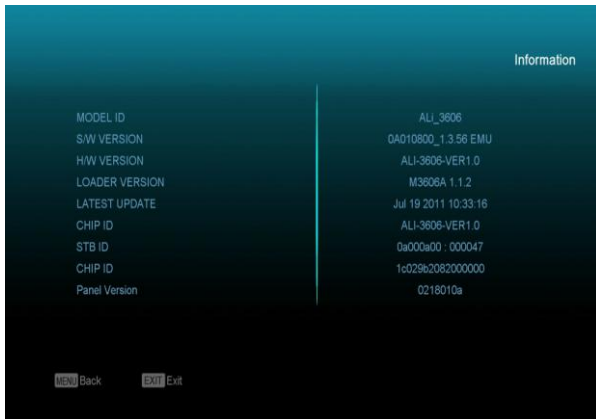 Information
MODEL ID ALi_3606
S/W VERSION 0A010800_1.3.56 EMU
H/W VERSION ALI-3606-VER1.0
LOADER VERSION M3606A 1.1.2
LATEST UPDATE Jul 19 2011 10:33:16
CHIP ID ALI-3606-VER1.0
STB ID 0a000a00 : 000047
CHIP ID 1c029b2082000000
Panel Version 0218010a
MENU Back EXIT Exit